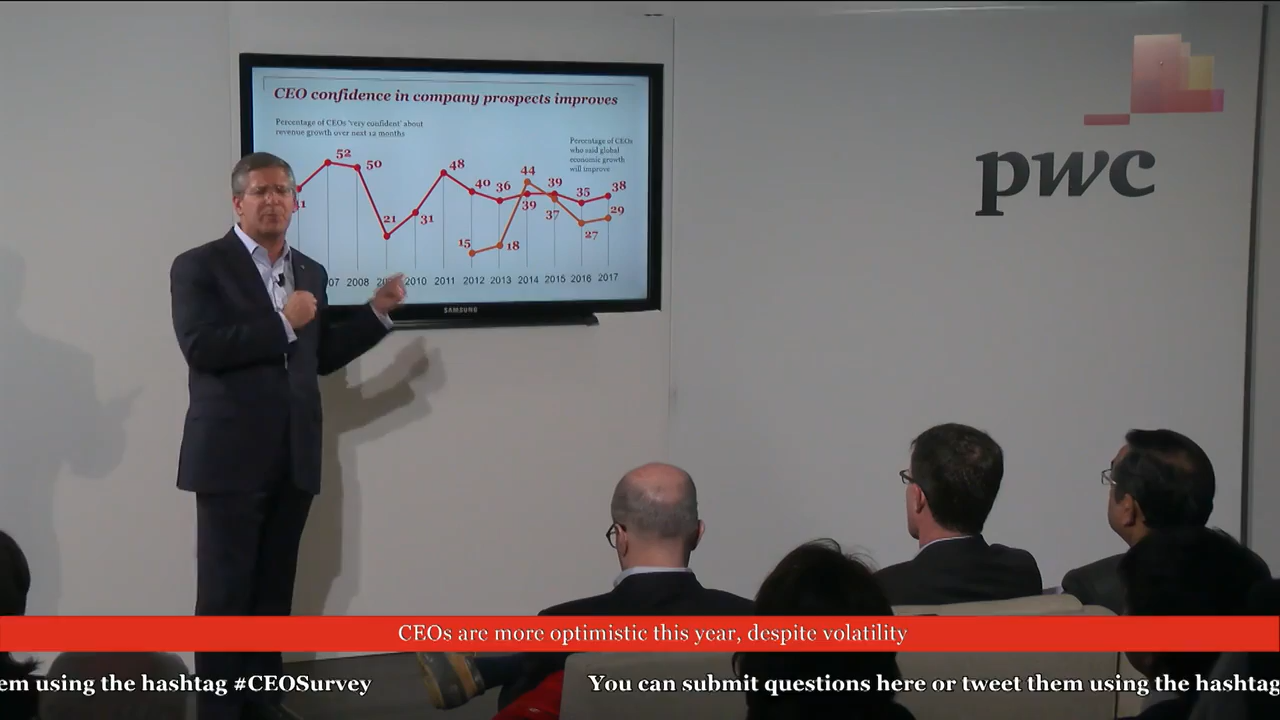 CEO confidence in company prospects improves
Percentage of CEOs 'very confident' about
revenue growth over next 12 months
Percentage of CEOs
who said global
economic growth
will improve
52
50
48
44
40
36
39
35
38
41
21
31
39
37
27
29
15
18
07 2008 2010 2011 2012 2013 2014 2015 2016 2017
SAMSUNG
pwc
CEOs are more optimistic this year, despite volatility
em using the hashtag #CEOSurvey
You can submit questions here or tweet them using the hashtag